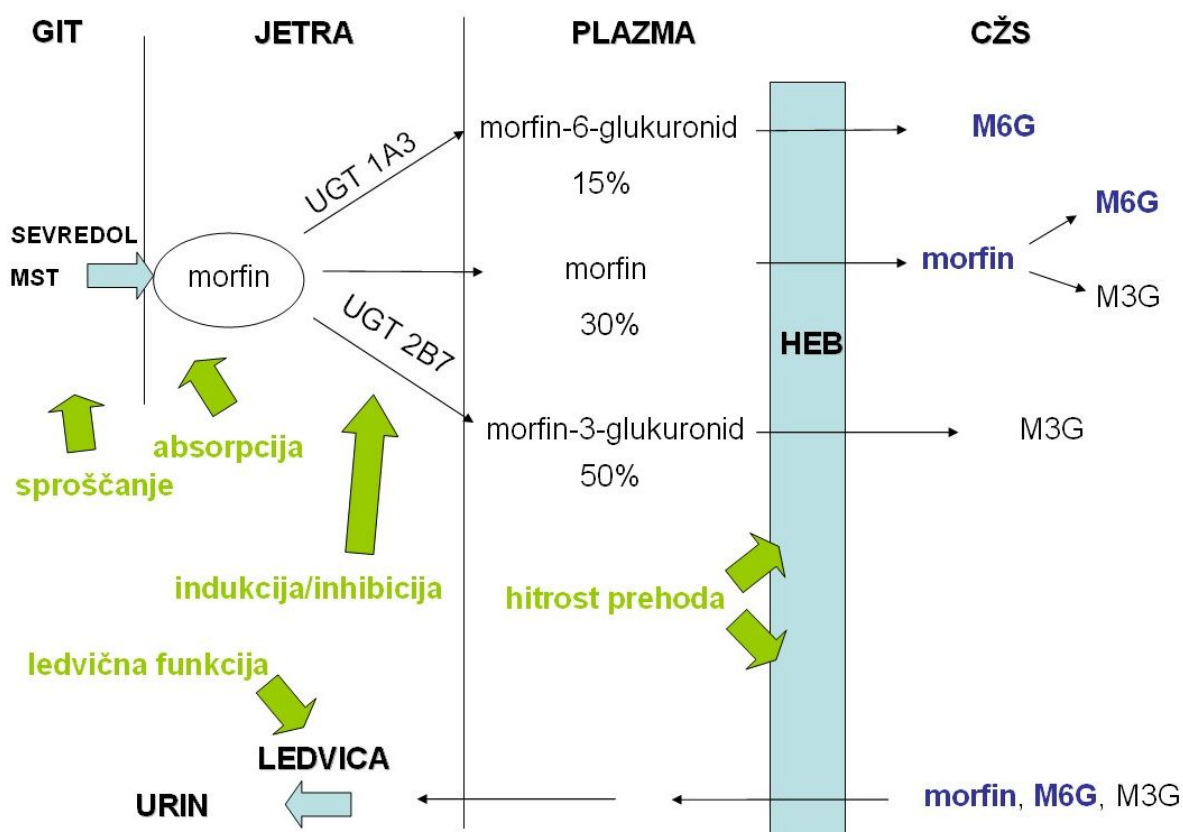 GIT
JETRA
PLAZMA
CŽS
morfin-6-glukuronid
15%
M6G
UGT 1A3
M6G
SEVREDOL
MST
morfin
morfin
30%
morfin
M3G
UGT 2B7
HEB
morfin-3-glukuronid
50%
M3G
absorpcija
sproščanje
indukcija/inhibicija
hitrost prehoda
ledvična funkcija
LEDVICA
URIN
morfin, M6G, M3G